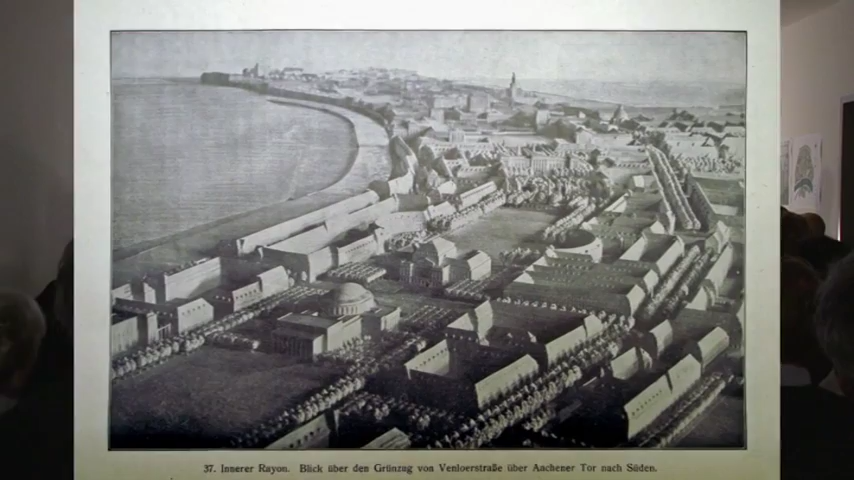 37. Innerer Rayon. Blick über den Grünzug von Venloerstraße über Aachener Tor nach Süden.